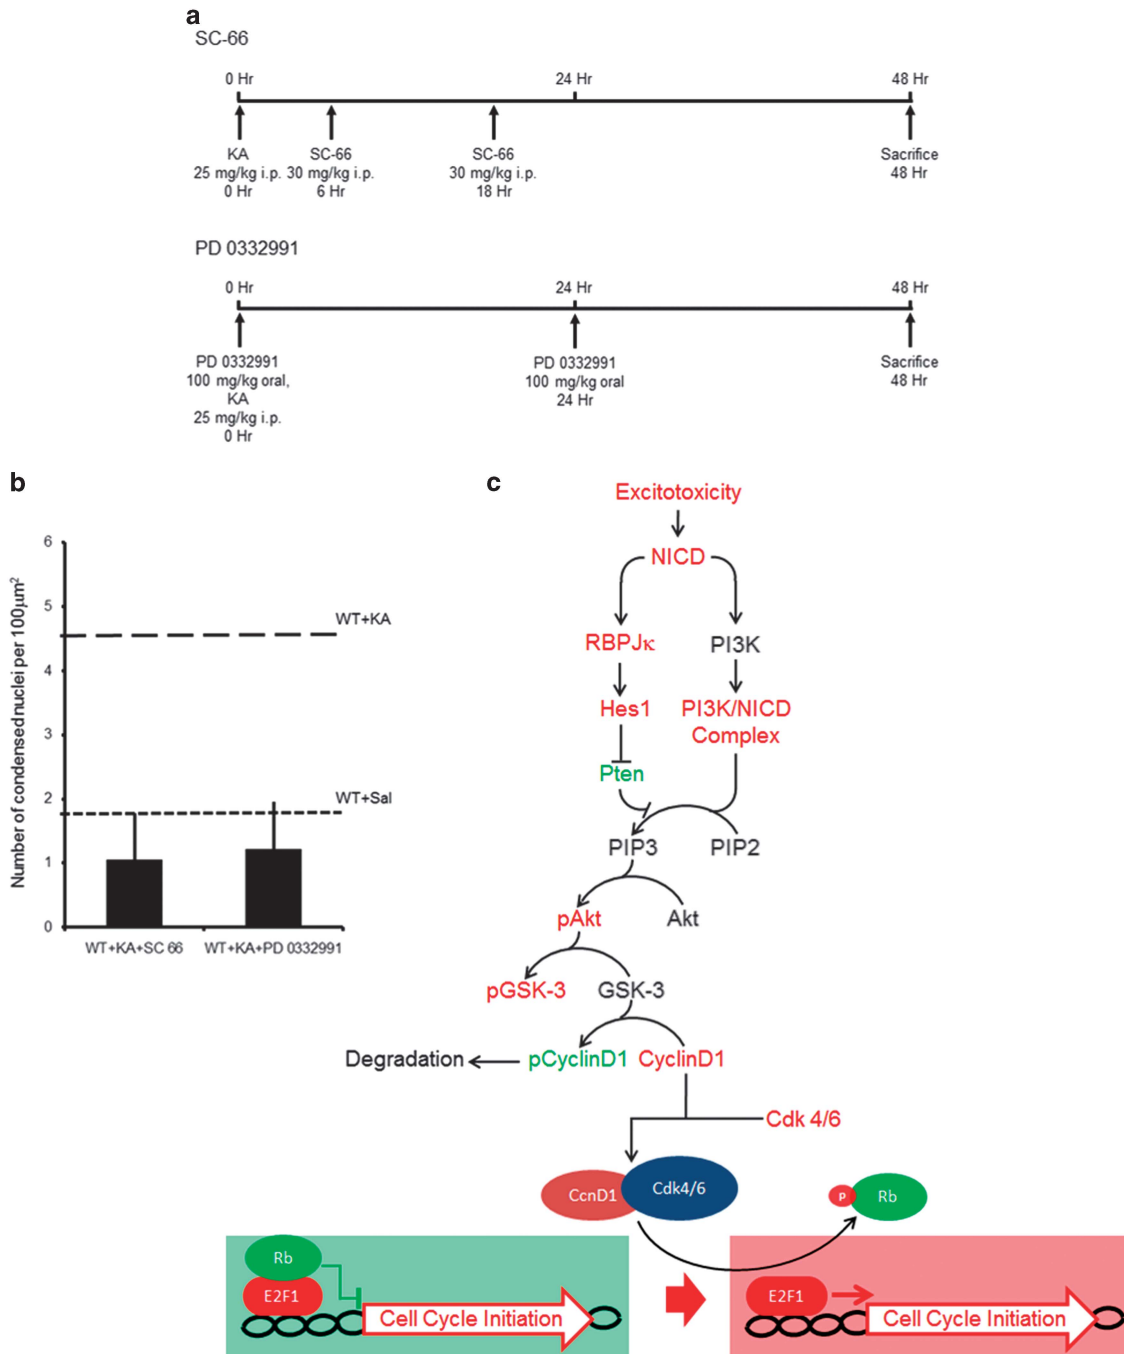 a
SC-66
0 Hr
24 Hr
48 Hr
KA
25 mg/kg i.p.
0 Hr
SC-66
30 mg/kg i.p.
6 Hr
SC-66
30 mg/kg i.p.
18 Hr
Sacrifice
48 Hr
PD 0332991
0 Hr
24 Hr
48 Hr
PD 0332991
100 mg/kg oral,
KA
25 mg/kg i.p.
0 Hr
PD 0332991
100 mg/kg oral
24 Hr
Sacrifice
48 Hr
b
Number of condensed nuclei per 100µm²
6
5
4
3
2
1
0
WT+KA
WT+Sal
WT+KA+SC 66
WT+KA+PD 0332991
c
Excitotoxicity
NICD
RBPJκ
PI3K
Hes1
PI3K/NICD
Complex
Pten
PIP3
PIP2
pAkt
Akt
pGSK-3
GSK-3
Degradation
pCyclinD1
CyclinD1
Cdk 4/6
CcnD1
Cdk4/6
p
Rb
Rb
E2F1
Cell Cycle Initiation
E2F1
Cell Cycle Initiation